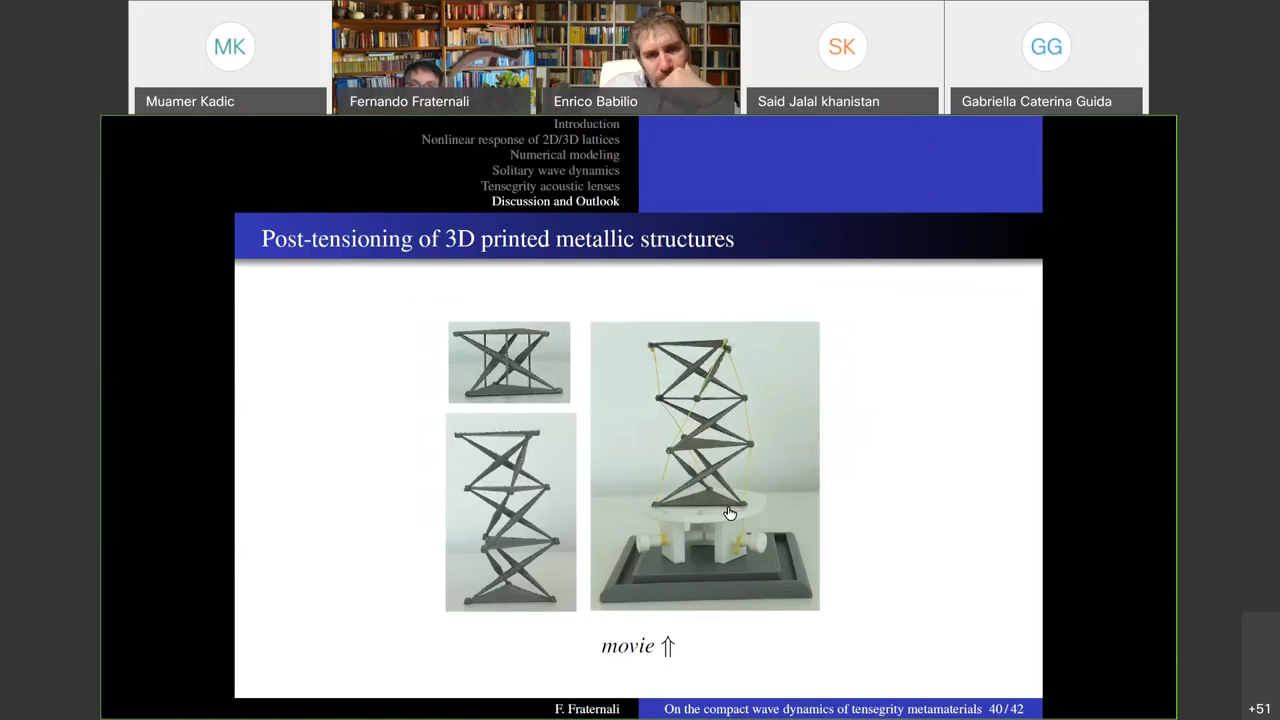 MK
SK
GG
Muamer Kadic
Fernando Fraternali
Enrico Babilio
Said Jalal khanistan
Gabriella Caterina Guida
Introduction
Nonlinear response of 2D/3D lattices
Numerical modeling
Solitary wave dynamics
Tensegrity acoustic lenses
Discussion and Outlook
Post-tensioning of 3D printed metallic structures
movie ⇑
F. Fraternali
On the compact wave dynamics of tensegrity metamaterials 40 / 42
+51